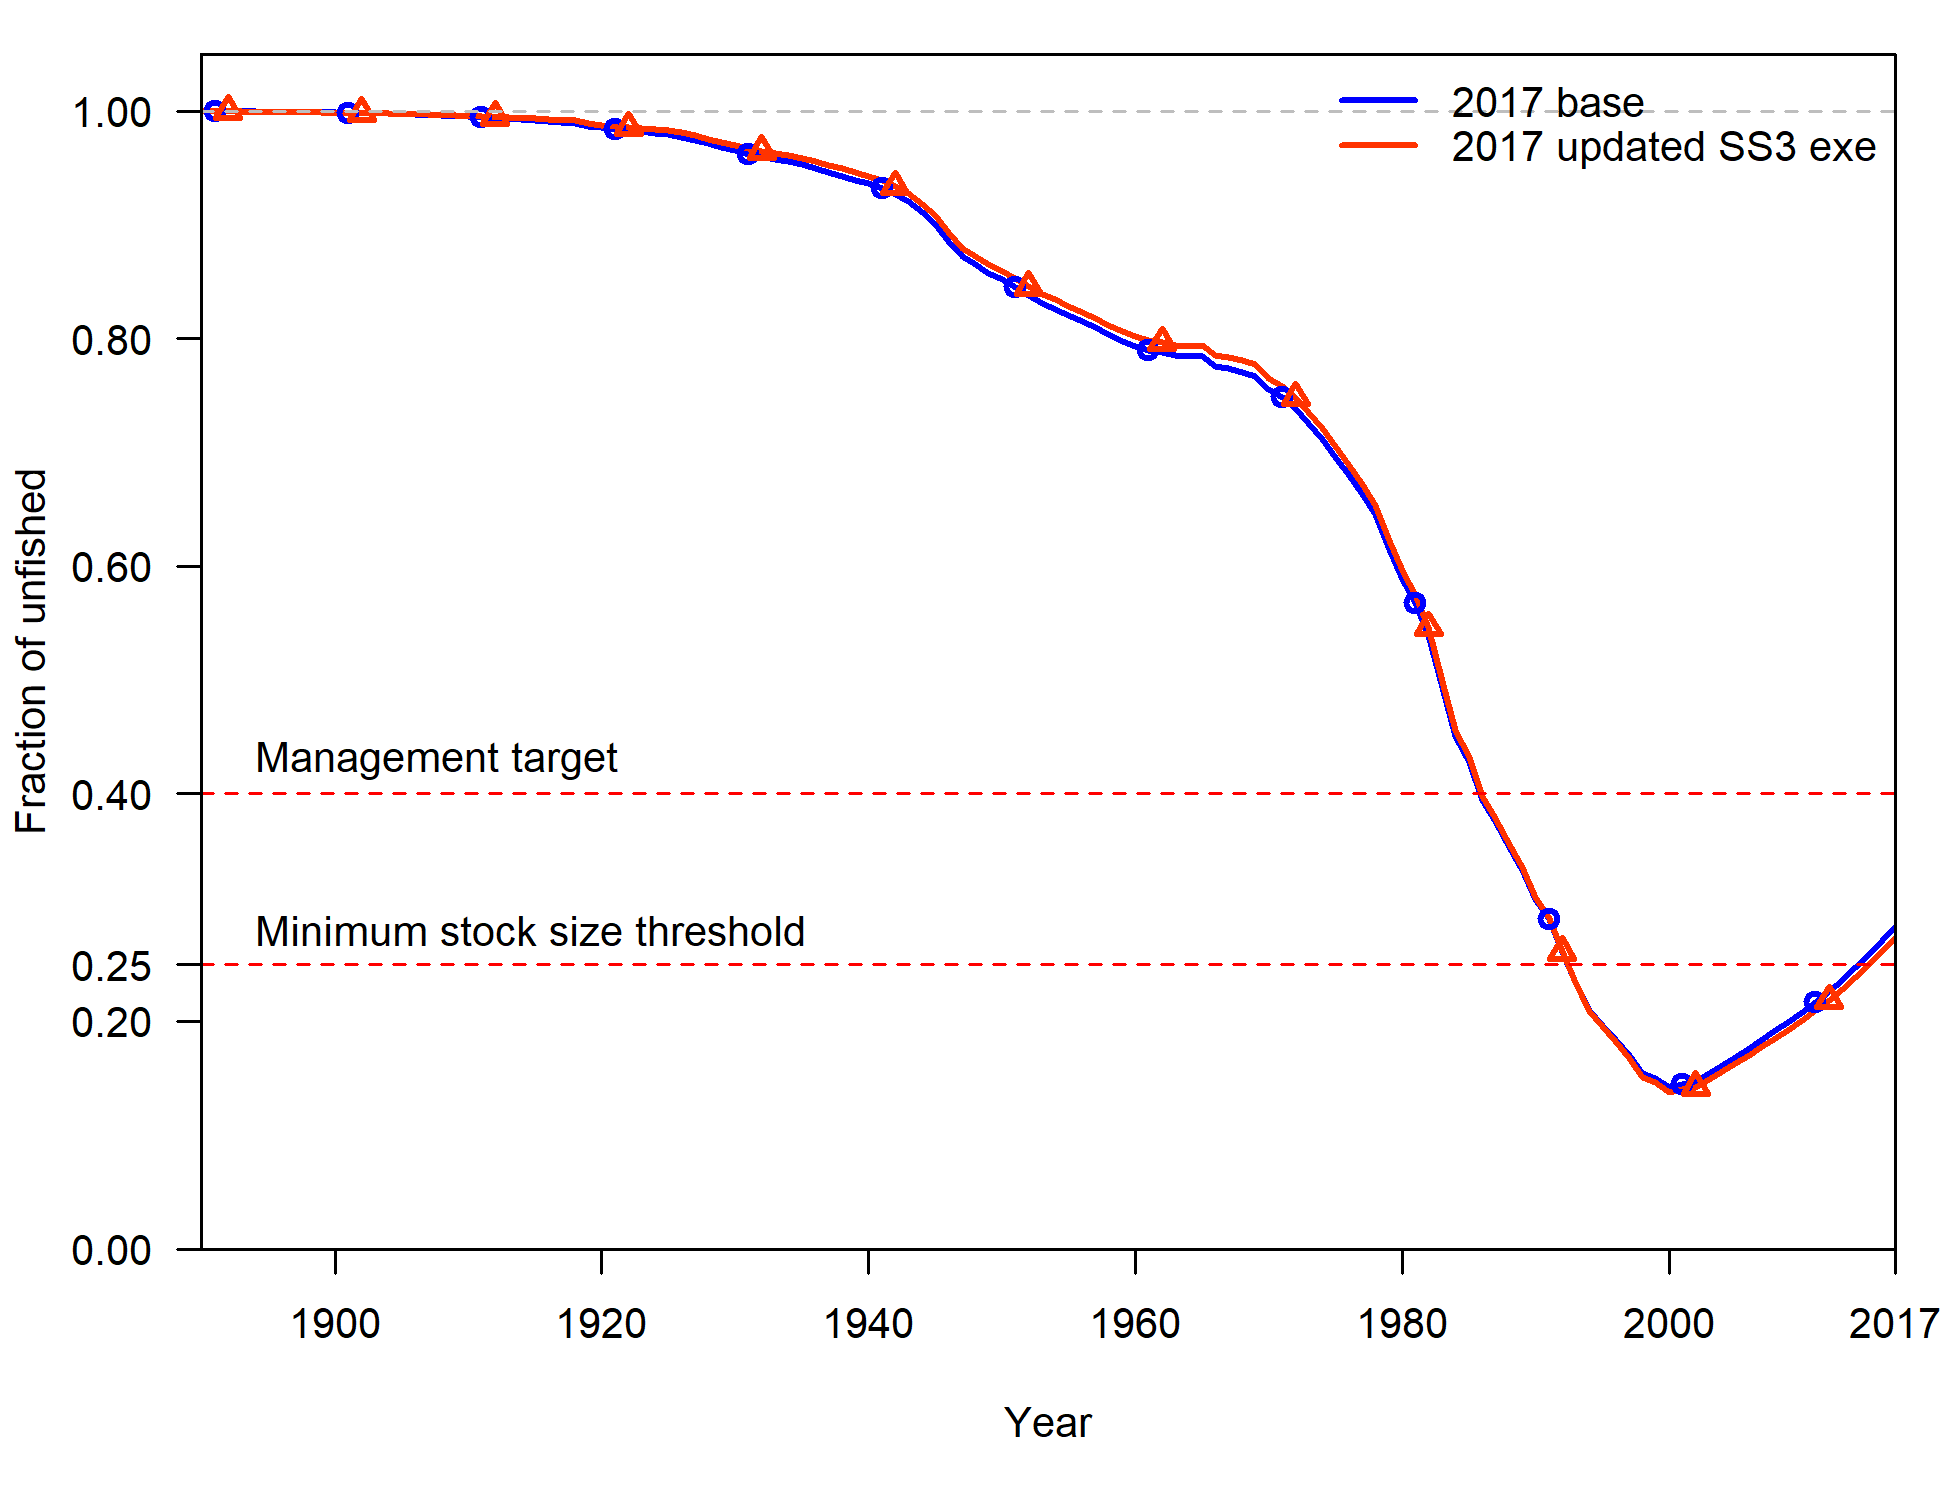 1.00
0.80
0.60
0.40
0.25
0.20
0.00
Fraction of unfished
2017 base
2017 updated SS3 exe
Management target
Minimum stock size threshold
1900 1920 1940 1960 1980 2000 2017
Year